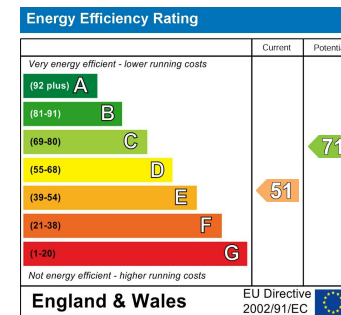 Energy Efficiency Rating
Current Potenti
Very energy efficient - lower running costs
(92 plus) A
(81-91) B
(69-80) C
71
(55-68) D
(39-54) E
51
(21-38) F
(1-20) G
Not energy efficient - higher running costs
England & Wales
EU Directive
2002/91/EC